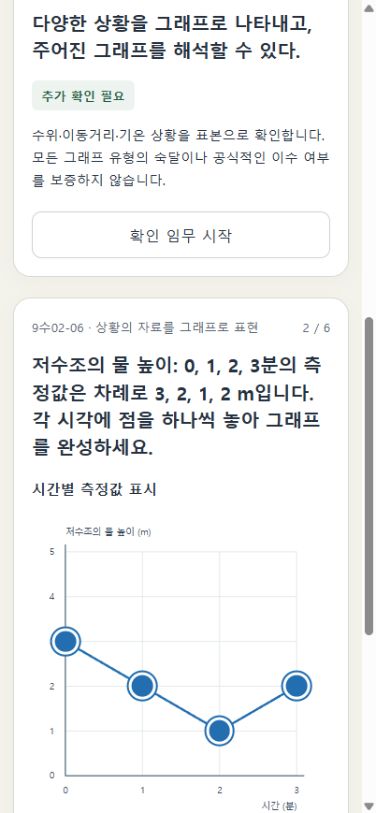 다양한 상황을 그래프로 나타내고,
주어진 그래프를 해석할 수 있다.
추가 확인 필요
수위·이동거리·기온 상황을 표본으로 확인합니다.
모든 그래프 유형의 숙달이나 공식적인 이수 여부
를 보증하지 않습니다.
확인 임무 시작
9수02-06 · 상황의 자료를 그래프로 표현
2 / 6
저수조의 물 높이: 0, 1, 2, 3분의 측
정값은 차례로 3, 2, 1, 2 m입니다.
각 시각에 점을 하나씩 놓아 그래프
를 완성하세요.
시간별 측정값 표시
저수조의 물 높이 (m)
5
4
2
1
0
0 1 2 3
시간 (분)